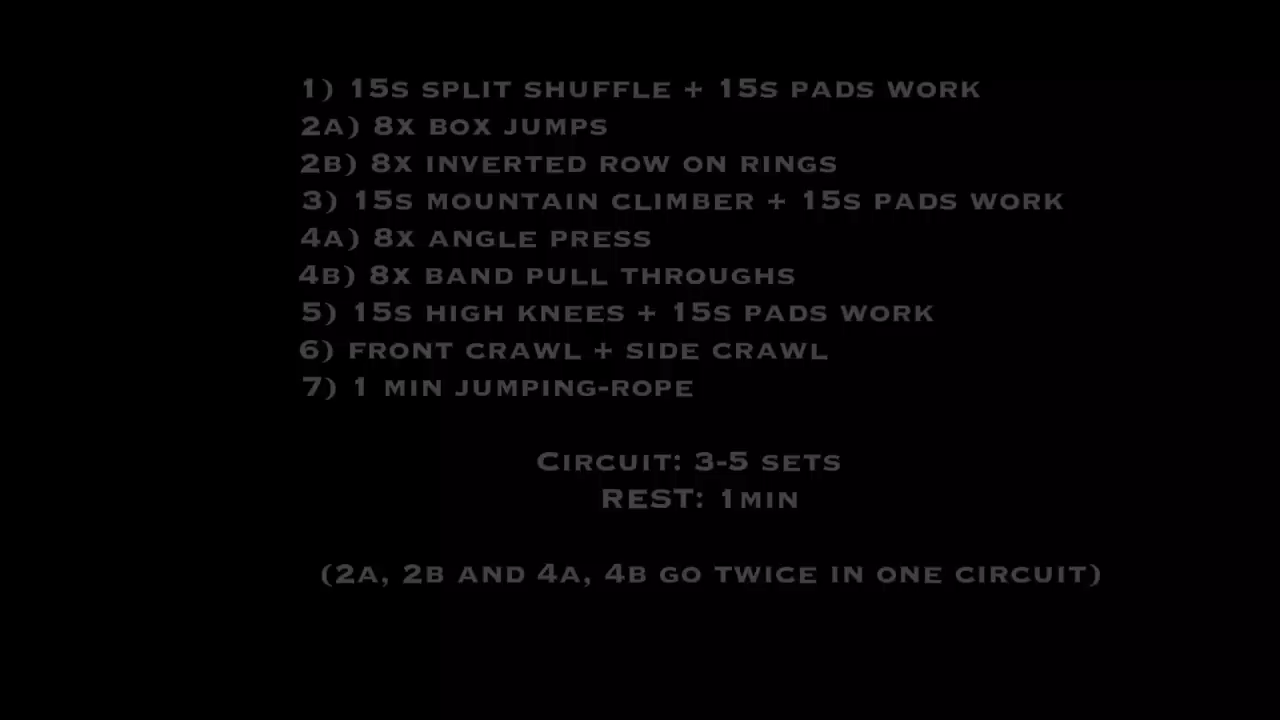 1) 15s SPLIT SHUFFLE + 15s PADS WORK
2A) 8X BOX JUMPS
2B) 8X INVERTED ROW ON RINGS
3) 15s MOUNTAIN CLIMBER + 15s PADS WORK
4A) 8X ANGLE PRESS
4B) 8X BAND PULL THROUGHS
5) 15s HIGH KNEES + 15s PADS WORK
6) FRONT CRAWL + SIDE CRAWL
7) 1 MIN JUMPING-ROPE
CIRCUIT: 3-5 SETS
REST: 1MIN
(2A, 2B AND 4A, 4B GO TWICE IN ONE CIRCUIT)